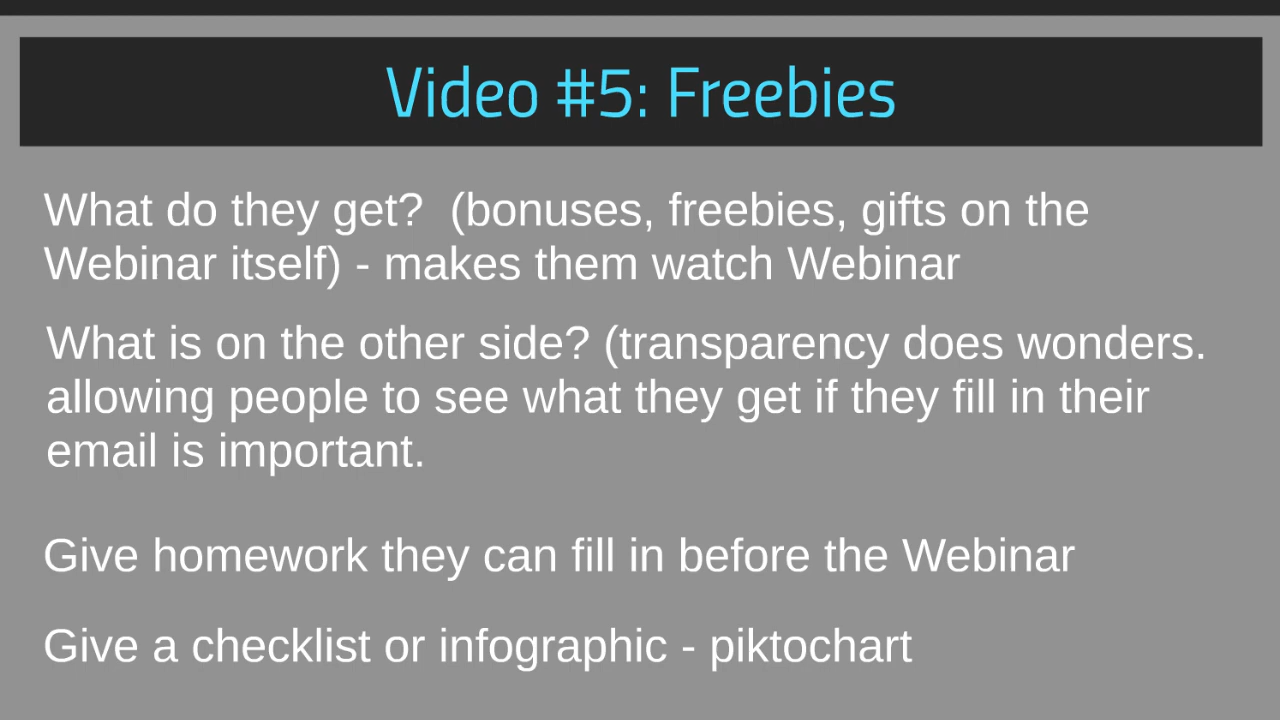 Video #5: Freebies
What do they get?  (bonuses, freebies, gifts on the
Webinar itself) - makes them watch Webinar
What is on the other side? (transparency does wonders.
allowing people to see what they get if they fill in their
email is important.
Give homework they can fill in before the Webinar
Give a checklist or infographic - piktochart